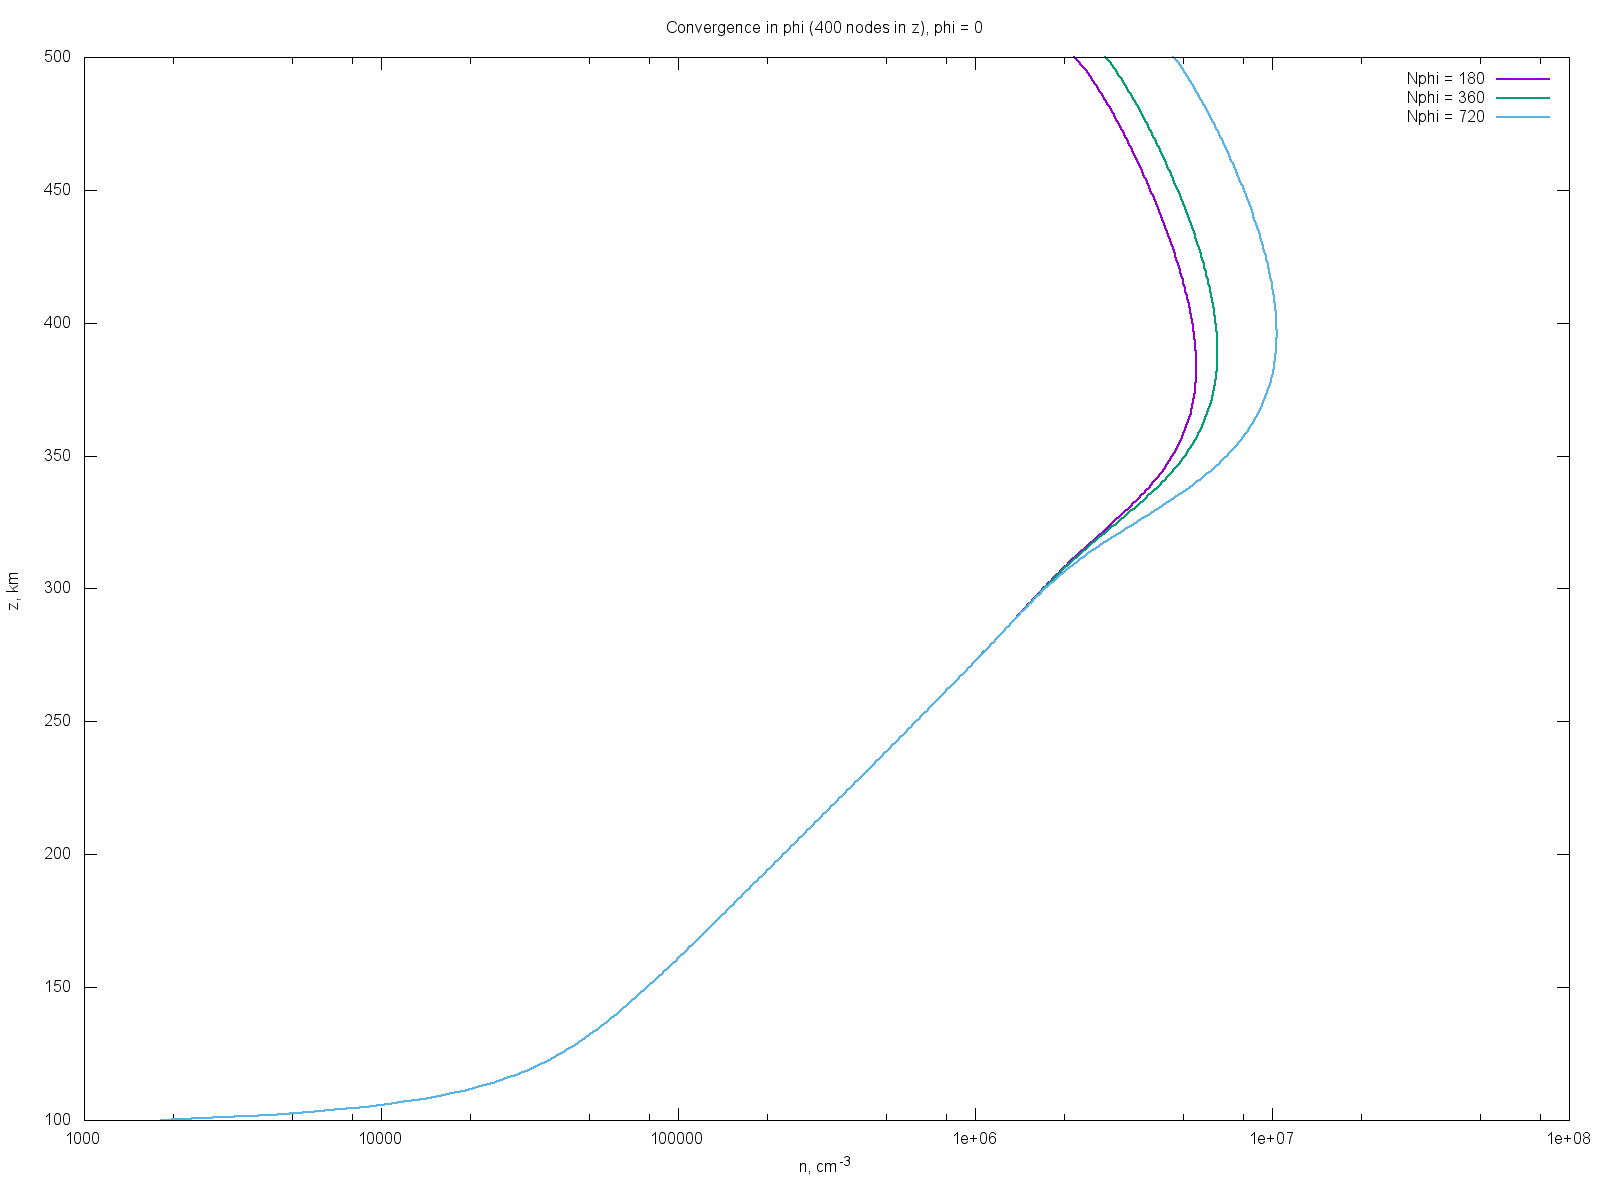 Convergence in phi (400 nodes in z), phi = 0
Nphi = 180
Nphi = 360
Nphi = 720
500
450
400
350
300
250
200
150
100
z, km
1000 10000 100000 1e+06 1e+07 1e+08
n, cm-3